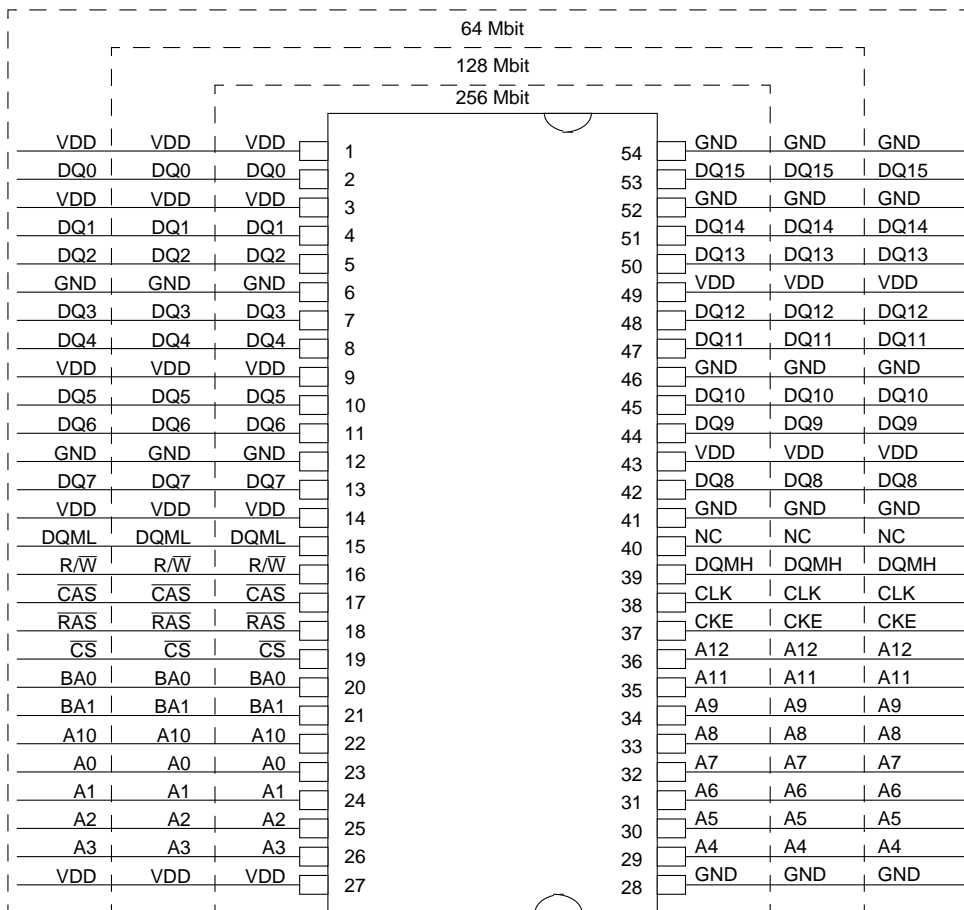 64 Mbit
128 Mbit
256 Mbit
VDD VDD VDD 1 54 GND GND GND
DQ0 DQ0 DQ0 2 53 DQ15 DQ15 DQ15
VDD VDD VDD 3 52 GND GND GND
DQ1 DQ1 DQ1 4 51 DQ14 DQ14 DQ14
DQ2 DQ2 DQ2 5 50 DQ13 DQ13 DQ13
GND GND GND 6 49 VDD VDD VDD
DQ3 DQ3 DQ3 7 48 DQ12 DQ12 DQ12
DQ4 DQ4 DQ4 8 47 DQ11 DQ11 DQ11
VDD VDD VDD 9 46 GND GND GND
DQ5 DQ5 DQ5 10 45 DQ10 DQ10 DQ10
DQ6 DQ6 DQ6 11 44 DQ9 DQ9 DQ9
GND GND GND 12 43 VDD VDD VDD
DQ7 DQ7 DQ7 13 42 DQ8 DQ8 DQ8
VDD VDD VDD 14 41 GND GND GND
DQML DQML DQML 15 40 NC NC NC
R/W̅ R/W̅ R/W̅ 16 39 DQMH DQMH DQMH
C̅A̅S̅ C̅A̅S̅ C̅A̅S̅ 17 38 CLK CLK CLK
R̅A̅S̅ R̅A̅S̅ R̅A̅S̅ 18 37 CKE CKE CKE
C̅S̅ C̅S̅ C̅S̅ 19 36 A12 A12 A12
BA0 BA0 BA0 20 35 A11 A11 A11
BA1 BA1 BA1 21 34 A9 A9 A9
A10 A10 A10 22 33 A8 A8 A8
A0 A0 A0 23 32 A7 A7 A7
A1 A1 A1 24 31 A6 A6 A6
A2 A2 A2 25 30 A5 A5 A5
A3 A3 A3 26 29 A4 A4 A4
VDD VDD VDD 27 28 GND GND GND